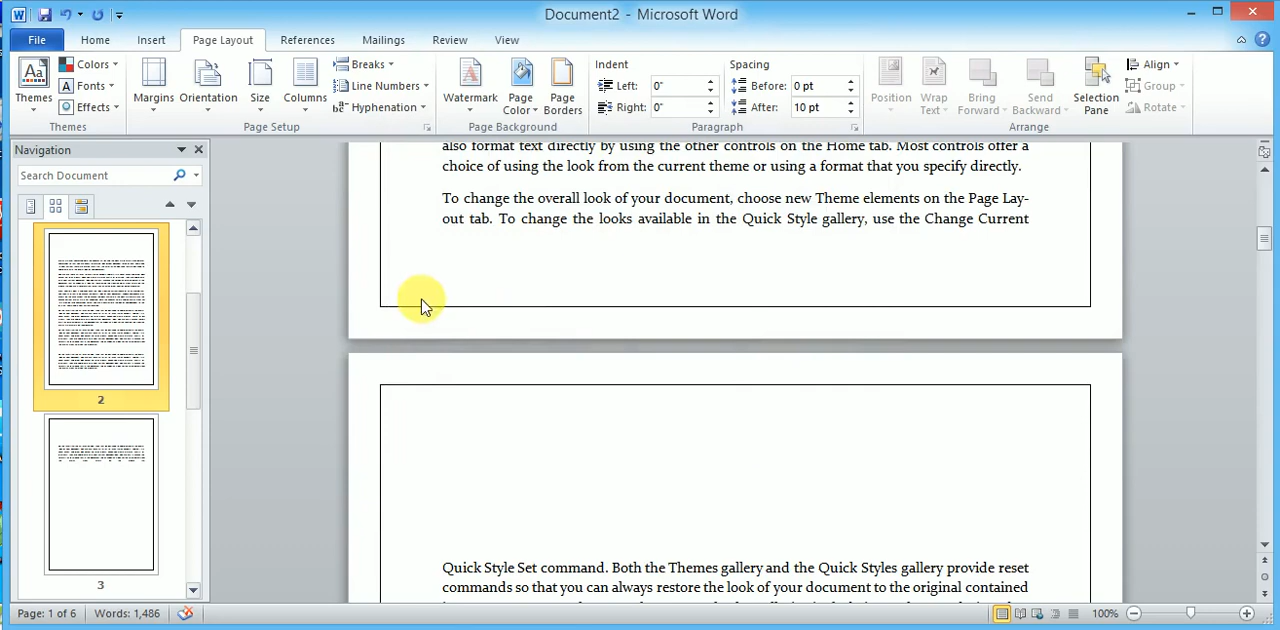 Document2 - Microsoft Word
File Home Insert Page Layout References Mailings Review View
Themes
Colors
Fonts
Effects
Themes
Margins
Orientation
Size
Columns
Breaks
Line Numbers
Hyphenation
Page Setup
Watermark
Page Color
Page Borders
Page Background
Indent
Left: 0"
Right: 0"
Spacing
Before: 0 pt
After: 10 pt
Paragraph
Position
Wrap Text
Bring Forward
Send Backward
Selection Pane
Align
Group
Rotate
Arrange
Navigation
Search Document
2
3
also format text directly by using the other controls on the Home tab. Most controls offer a
choice of using the look from the current theme or using a format that you specify directly.
To change the overall look of your document, choose new Theme elements on the Page Lay-
out tab. To change the looks available in the Quick Style gallery, use the Change Current
Quick Style Set command. Both the Themes gallery and the Quick Styles gallery provide reset
commands so that you can always restore the look of your document to the original contained
Page: 1 of 6 Words: 1,486 100%